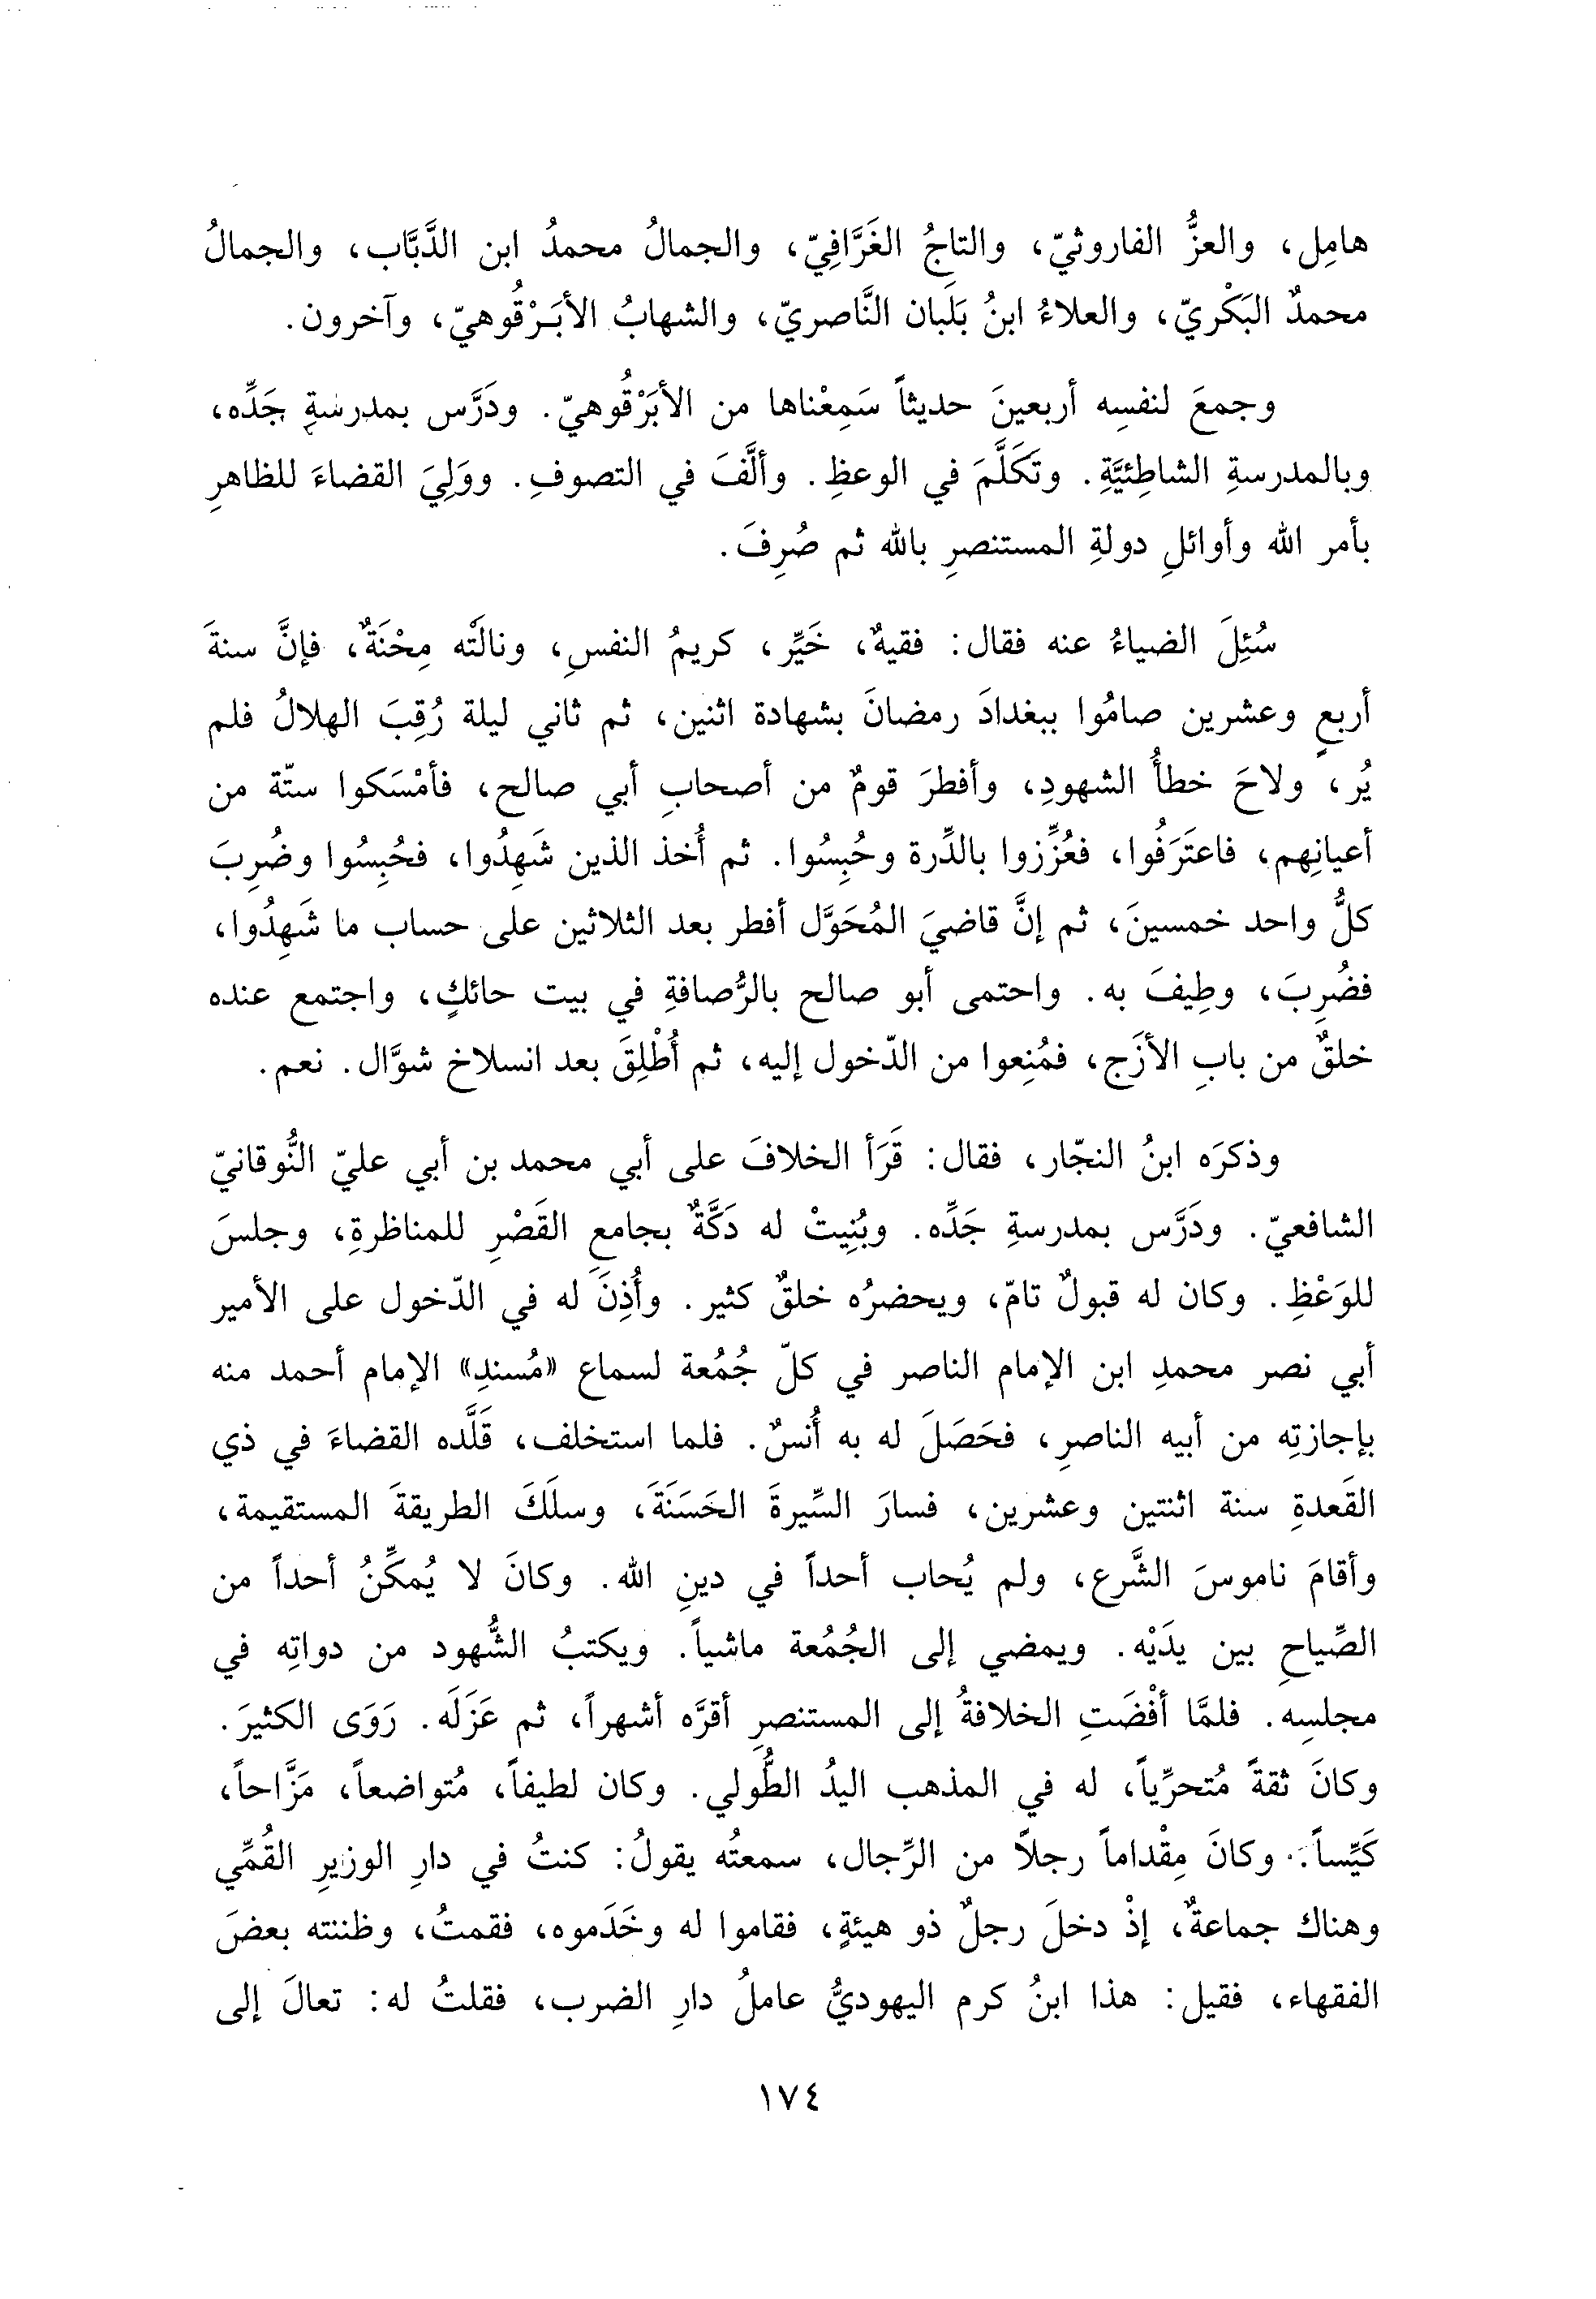 هامِل، والعزُّ الفاروثيّ، والتاجُ الغَرَّافِيّ، والجمالُ محمدُ ابن الدَّبَّاب، والجمالُ
محمدٌ البَكْريّ، والعلاءُ ابنُ بَلَبان النَّاصريّ، والشهابُ الأبَـرْقُوهيّ، وآخرون.
وجمعَ لنفسِه أربعينَ حديثاً سَمِعْناها من الأبَرْقُوهيّ. ودَرَّس بمدرسةِ جَدِّه،
وبالمدرسةِ الشاطِئيَّةِ. وتَكَلَّمَ في الوعظِ. وألَّفَ في التصوفِ. ووَلِيَ القضاءَ للظاهرِ
بأمر الله وأوائلِ دولةِ المستنصرِ بالله ثم صُرِفَ.
سُئِلَ الضياءُ عنه فقال: فقيهٌ، خَيِّر، كريمُ النفسِ، ونالَتْه مِحْنَةٌ، فإنَّ سنةَ
أربعٍ وعشرين صامُوا ببغدادَ رمضانَ بشهادة اثنين، ثم ثاني ليلة رُقِبَ الهلالُ فلم
يُر، ولاحَ خطأُ الشهودِ، وأفطرَ قومٌ من أصحابِ أبي صالح، فأمْسَكوا ستّة من
أعيانِهم، فاعتَرَفُوا، فعُزِّزوا بالدِّرة وحُبِسُوا. ثم أُخذ الذين شَهِدُوا، فحُبِسُوا وضُرِبَ
كلُّ واحد خمسينَ، ثم إنَّ قاضيَ المُحَوَّل أفطر بعد الثلاثين على حساب ما شَهِدُوا،
فضُرِبَ، وطِيفَ به. واحتمى أبو صالح بالرُّصافةِ في بيت حائكٍ، واجتمع عنده
خلقٌ من بابِ الأزَج، فمُنِعوا من الدّخول إليه، ثم أُطْلِقَ بعد انسلاخ شوَّال. نعم.
وذكرَه ابنُ النجّار، فقال: قَرَأ الخلافَ على أبي محمد بن أبي عليّ النُّوقانيّ
الشافعيّ. ودَرَّس بمدرسةِ جَدِّه. وبُنِيتْ له دَكَّةٌ بجامعِ القَصْرِ للمناظرةِ، وجلسَ
للوَعْظِ. وكان له قبولٌ تامّ، ويحضرُه خلقٌ كثير. وأُذِنَ له في الدّخول على الأمير
أبي نصر محمدِ ابن الإمام الناصر في كلّ جُمُعة لسماع «مُسندِ» الإمام أحمد منه
بإجازتِه من أبيه الناصرِ، فحَصَلَ له به أُنسٌ. فلما استخلف، قَلَّده القضاءَ في ذي
القَعدةِ سنة اثنتين وعشرين، فسارَ السِّيرةَ الحَسَنَةَ، وسلَكَ الطريقةَ المستقيمة،
وأقامَ ناموسَ الشَّرع، ولم يُحاب أحداً في دينِ الله. وكانَ لا يُمكِّنُ أحداً من
الصِّياحِ بين يدَيْه. ويمضي إلى الجُمُعة ماشياً. ويكتبُ الشُّهود من دواتِه في
مجلسِه. فلمَّا أفْضَتِ الخلافةُ إلى المستنصرِ أقرَّه أشهراً، ثم عَزَلَه. رَوَى الكثيرَ.
وكانَ ثقةً مُتحرِّياً، له في المذهب اليدُ الطُّولي. وكان لطيفاً، مُتواضعاً، مَزَّاحاً،
كَيِّساً. وكانَ مِقْداماً رجلاً من الرِّجال، سمعتُه يقولُ: كنتُ في دارِ الوزيرِ القُمِّي
وهناك جماعةٌ، إذْ دخلَ رجلٌ ذو هيئةٍ، فقاموا له وخَدَموه، فقمتُ، وظننته بعضَ
الفقهاء، فقيل: هذا ابنُ كرم اليهوديُّ عاملُ دارِ الضرب، فقلتُ له: تعالَ إلى
١٧٤